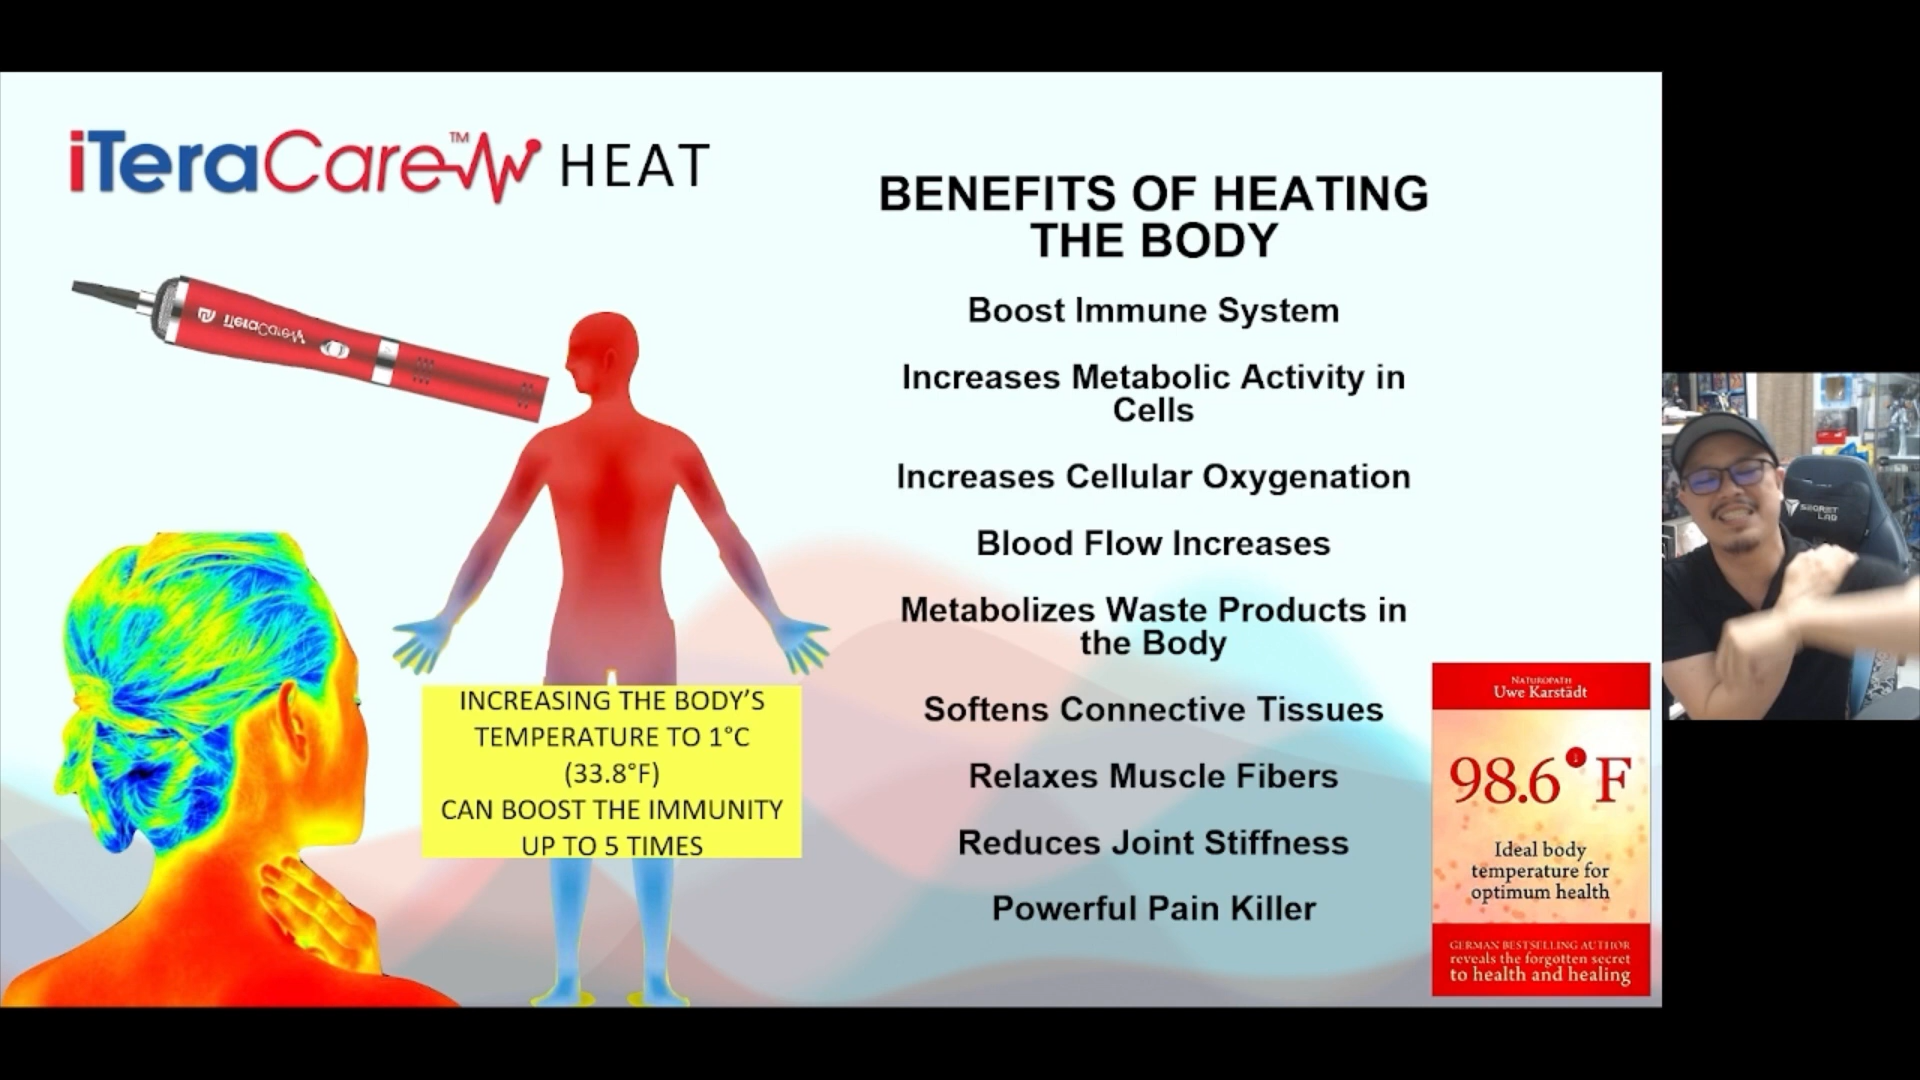 iTeraCare™ HEAT
iTeraCare
BENEFITS OF HEATING
THE BODY
Boost Immune System
Increases Metabolic Activity in
Cells
Increases Cellular Oxygenation
Blood Flow Increases
Metabolizes Waste Products in
the Body
Softens Connective Tissues
Relaxes Muscle Fibers
Reduces Joint Stiffness
Powerful Pain Killer
INCREASING THE BODY'S
TEMPERATURE TO 1°C
(33.8°F)
CAN BOOST THE IMMUNITY
UP TO 5 TIMES
NATUROPATH
Uwe Karstädt
98.6° F
Ideal body
temperature for
optimum health
GERMAN BESTSELLING AUTHOR
reveals the forgotten secret
to health and healing
SECRET
LAB